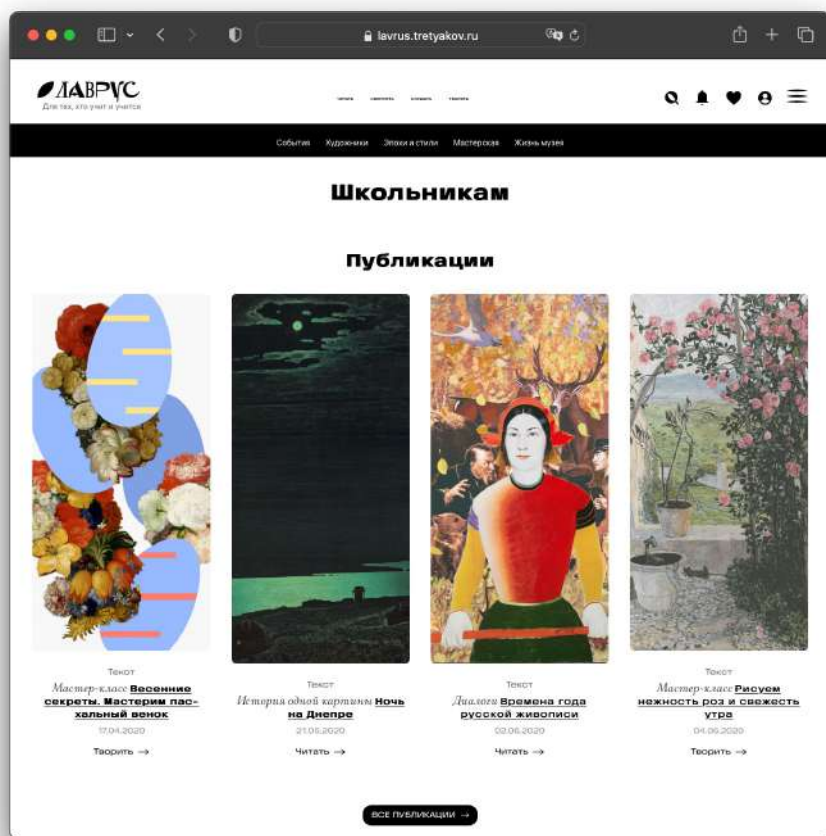 lavrus.tretyakov.ru
ЛАВРУС
Для тех, кто учит и учится
События Художники Эпохи и стили Мастерская Жизнь музея
Школьникам
Публикации
Текст
Мастер-класс Весенние
секреты. Мастерим пас-
хальный венок
17.04.2020
Творить →
Текст
История одной картины Ночь
на Днепре
21.05.2020
Читать →
Текст
Диалоги Времена года
русской живописи
02.06.2020
Читать →
Текст
Мастер-класс Рисуем
нежность роз и свежесть
утра
04.06.2020
Творить →
ВСЕ ПУБЛИКАЦИИ →